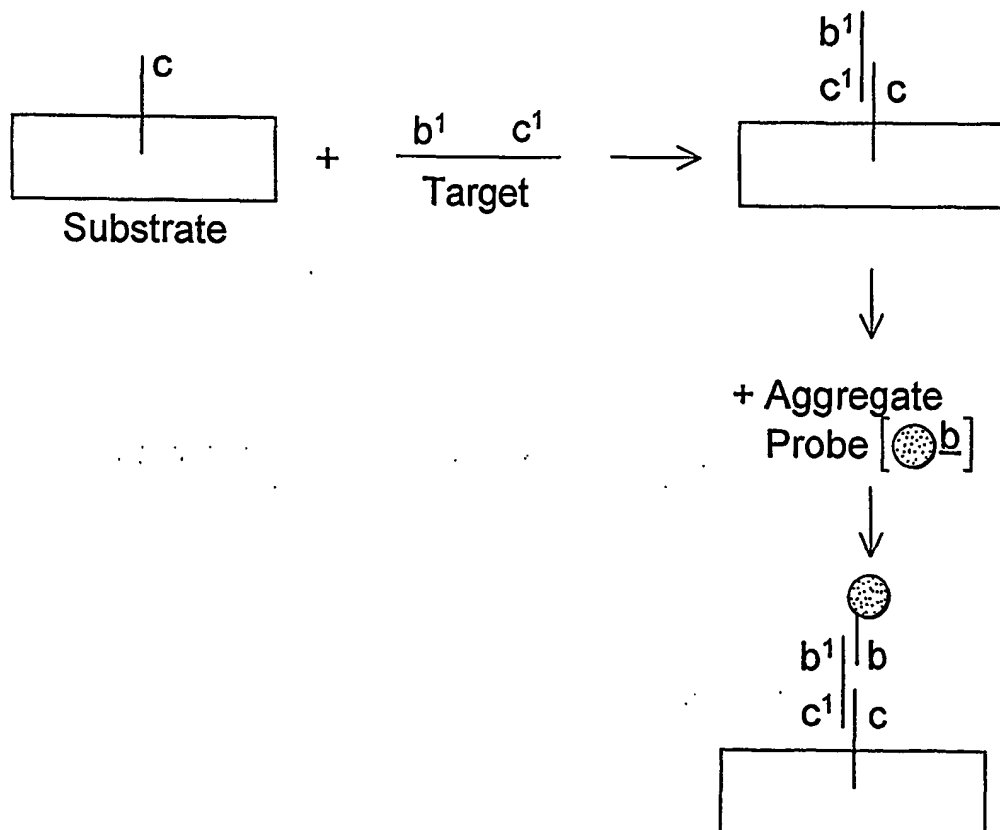 c
Substrate
+
b¹ c¹
Target
b¹
c¹ c
+ Aggregate
Probe [b]
b¹ b
c¹ c